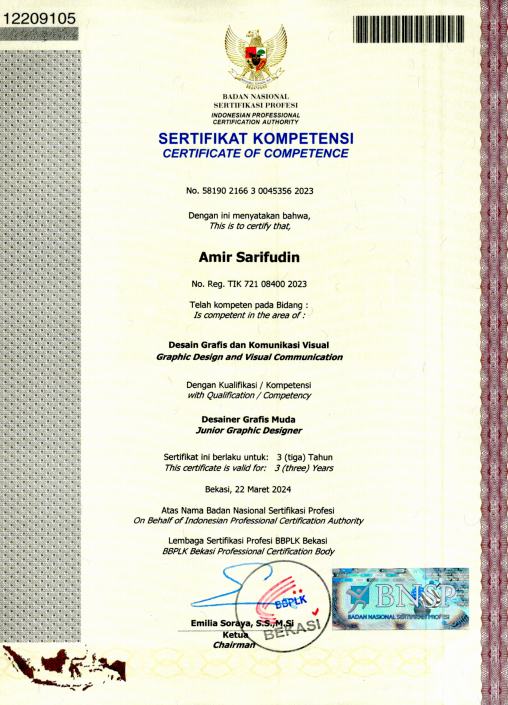 12209105
BADAN NASIONAL
SERTIFIKASI PROFESI
INDONESIAN PROFESSIONAL
CERTIFICATION AUTHORITY
SERTIFIKAT KOMPETENSI
CERTIFICATE OF COMPETENCE
No. 58190 2166 3 0045356 2023
Dengan ini menyatakan bahwa,
This is to certify that,
Amir Sarifudin
No. Reg. TIK 721 08400 2023
Telah kompeten pada Bidang :
Is competent in the area of :
Desain Grafis dan Komunikasi Visual
Graphic Design and Visual Communication
Dengan Kualifikasi / Kompetensi
with Qualification / Competency
Desainer Grafis Muda
Junior Graphic Designer
Sertifikat ini berlaku untuk: 3 (tiga) Tahun
This certificate is valid for: 3 (three) Years
Bekasi, 22 Maret 2024
Atas Nama Badan Nasional Sertifikasi Profesi
On Behalf of Indonesian Professional Certification Authority
Lembaga Sertifikasi Profesi BBPLK Bekasi
BBPLK Bekasi Professional Certification Body
BBPLK
BEKASI
BNSP
BADAN NASIONAL SERTIFIKASI PROFESI
Emilia Soraya, S.S.,M.Si
Ketua
Chairman